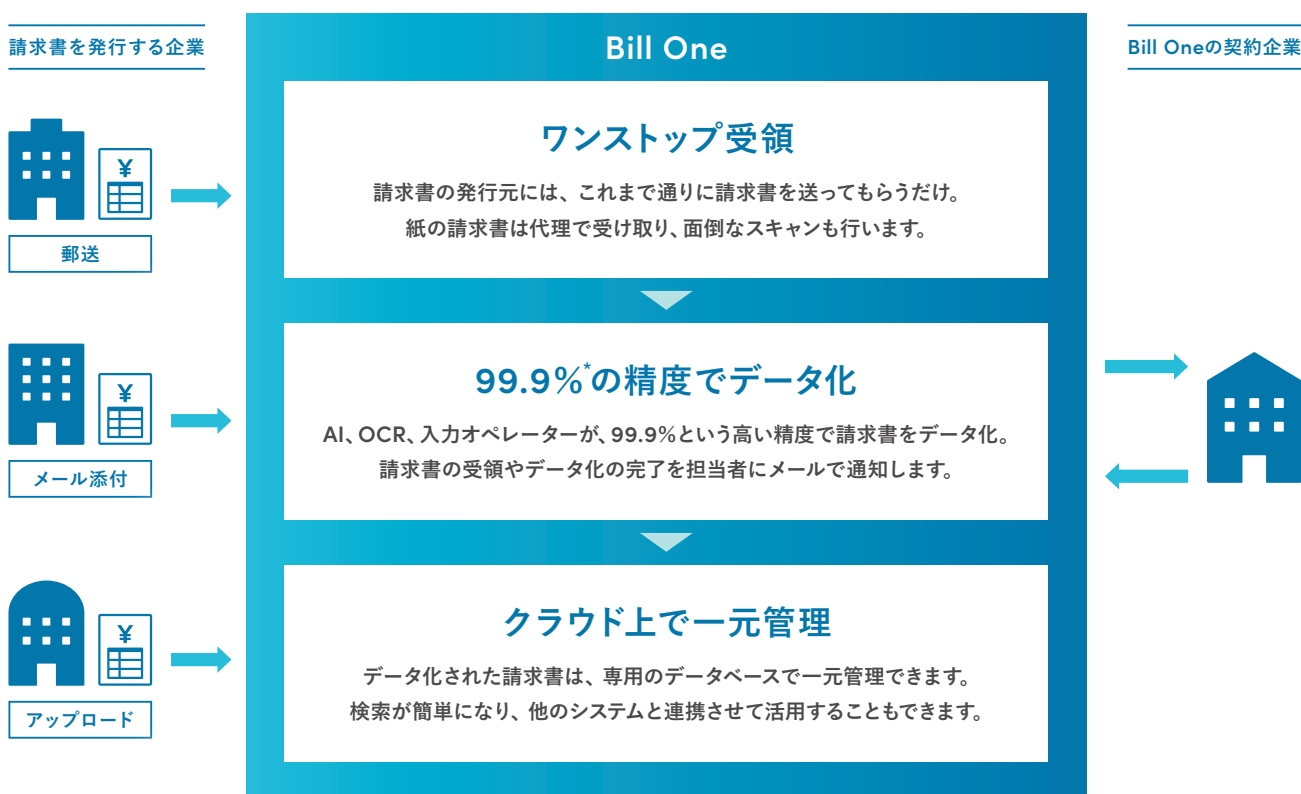 請求書を発行する企業
Bill One
Bill Oneの契約企業
¥
郵送
¥
メール添付
¥
アップロード
ワンストップ受領
請求書の発行元には、これまで通りに請求書を送ってもらうだけ。
紙の請求書は代理で受け取り、面倒なスキャンも行います。
99.9%*の精度でデータ化
AI、OCR、入力オペレーターが、99.9%という高い精度で請求書をデータ化。
請求書の受領やデータ化の完了を担当者にメールで通知します。
クラウド上で一元管理
データ化された請求書は、専用のデータベースで一元管理できます。
検索が簡単になり、他のシステムと連携させて活用することもできます。